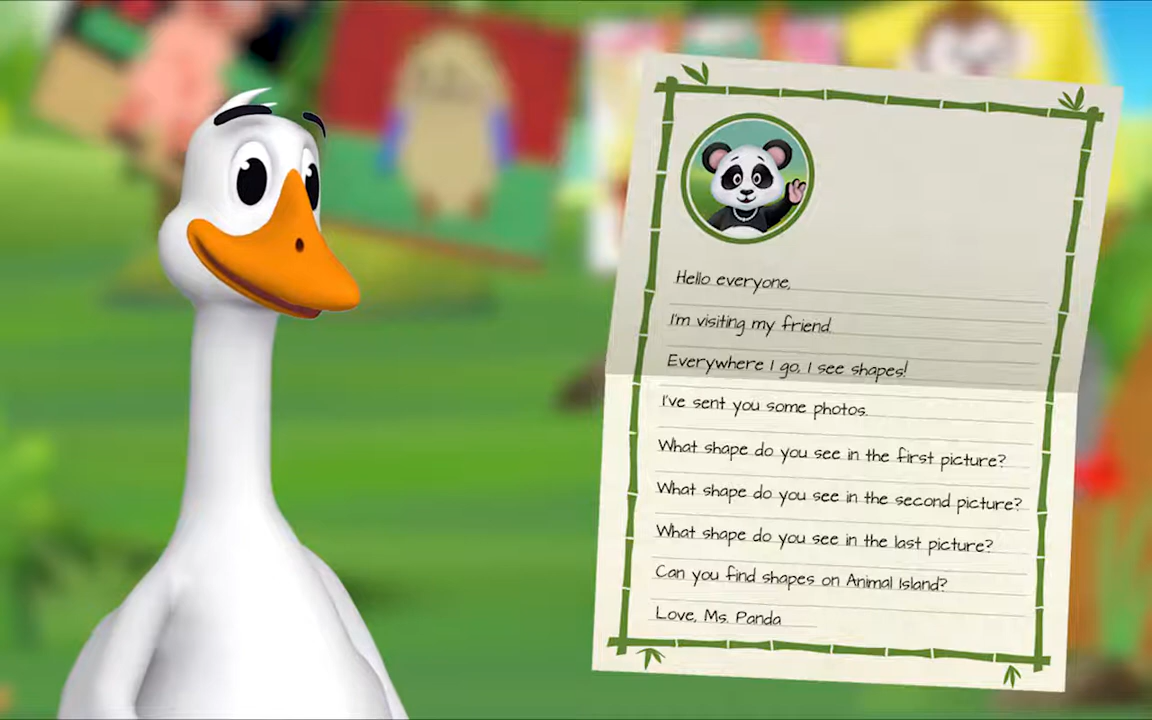 Hello everyone,
I'm visiting my friend.
Everywhere I go, I see shapes!
I've sent you some photos.
What shape do you see in the first picture?
What shape do you see in the second picture?
What shape do you see in the last picture?
Can you find shapes on Animal Island?
Love, Ms. Panda